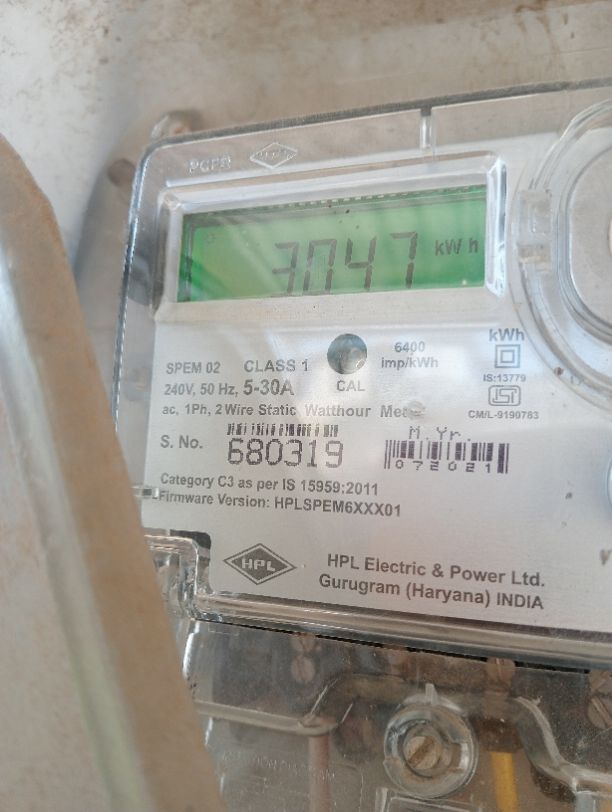 3047 kWh
SPEM 02 CLASS 1
240V, 50 Hz, 5-30A
CAL
6400
imp/kWh
kWh
IS:13779
CM/L-9190783
ac, 1Ph, 2 Wire Static Watthour Meter
S. No. 680319
M.Yr.
072021
Category C3 as per IS 15959:2011
Firmware Version: HPLSPEM6XXX01
HPL
HPL Electric & Power Ltd.
Gurugram (Haryana) INDIA